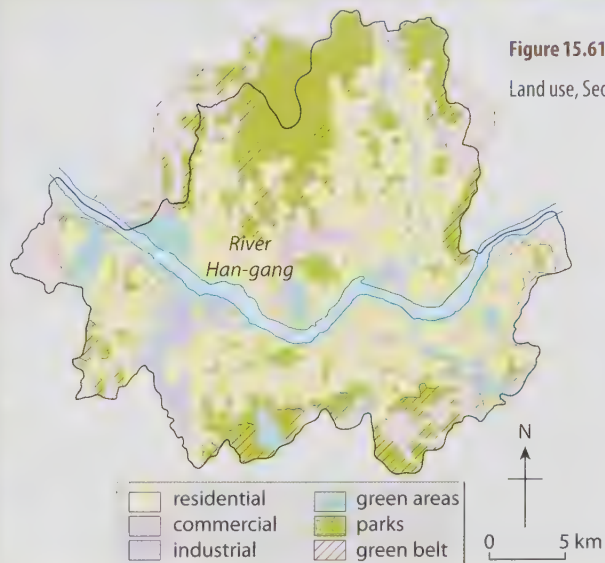 Figure 15.61
Land use,
River
Han-gang
N
residential
commercial
industrial
green areas
parks
green belt
0 5 km